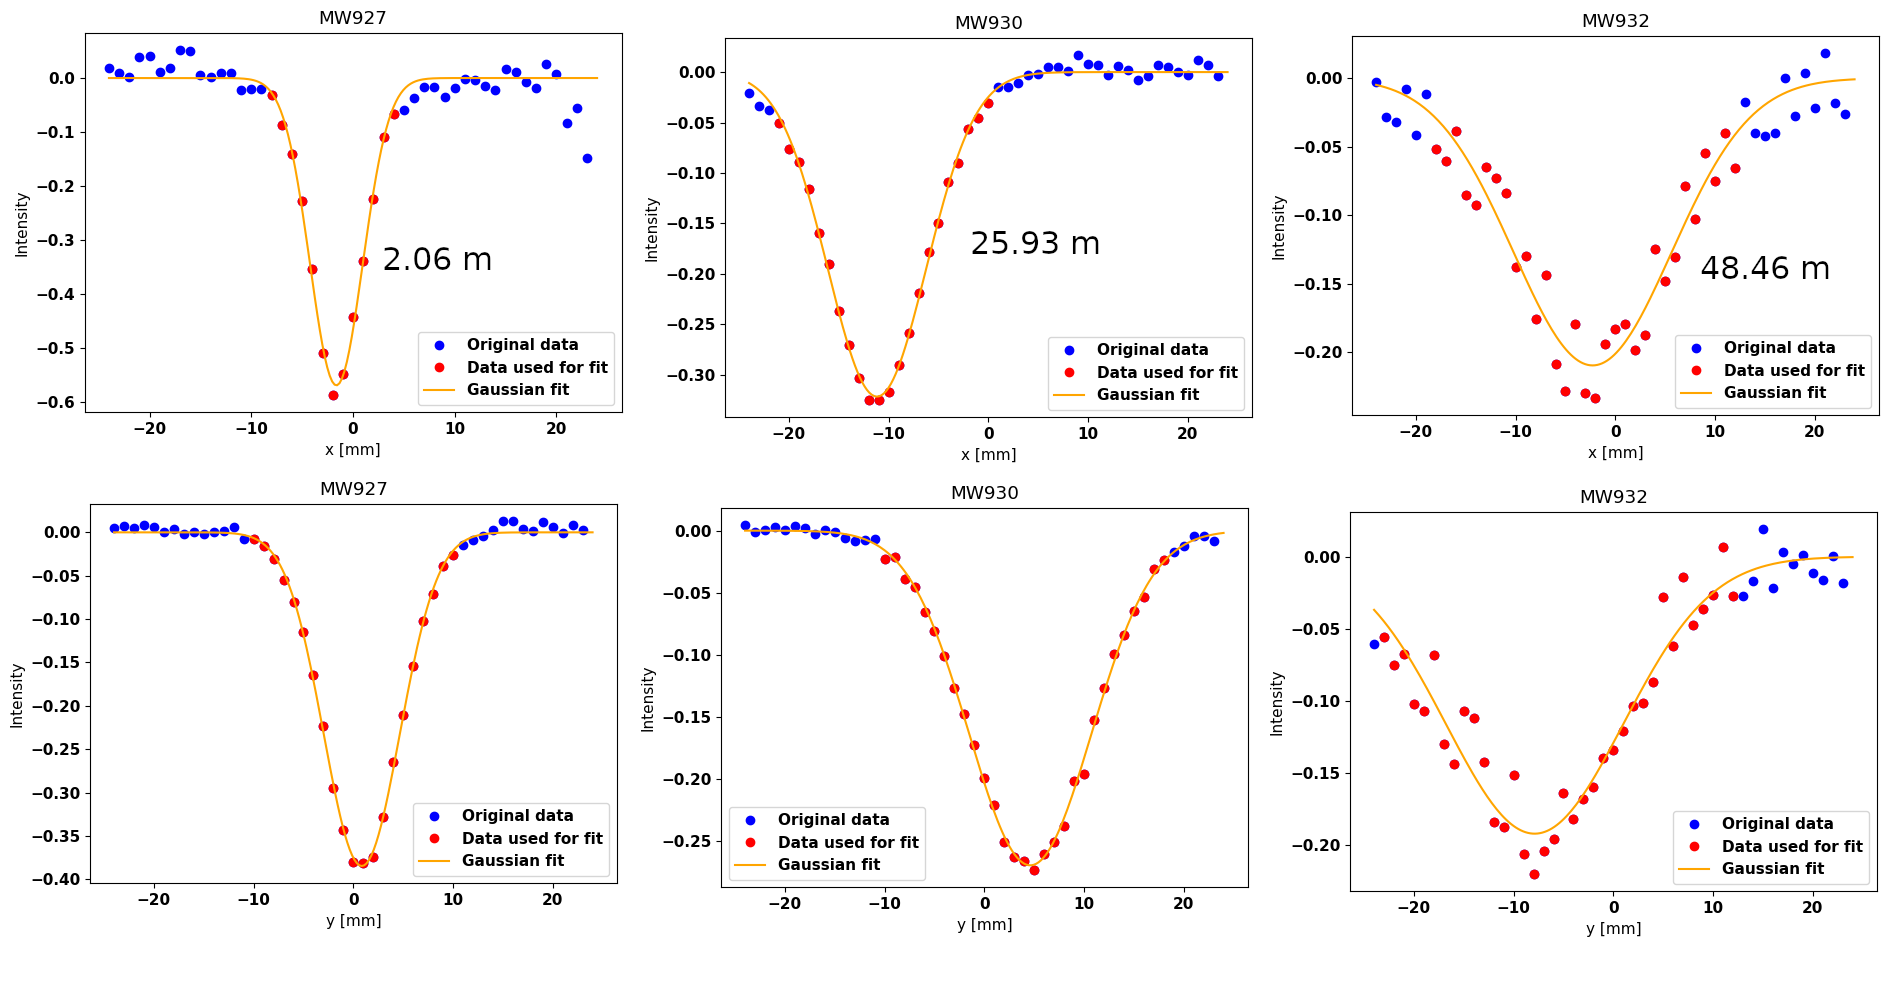 MW927
MW930
MW932
0.0
−0.1
−0.2
−0.3
−0.4
−0.5
−0.6
Intensity
2.06 m
Original data
Data used for fit
Gaussian fit
−20 −10 0 10 20
x [mm]
0.00
−0.05
−0.10
−0.15
−0.20
−0.25
−0.30
Intensity
25.93 m
Original data
Data used for fit
Gaussian fit
−20 −10 0 10 20
x [mm]
0.00
−0.05
−0.10
−0.15
−0.20
Intensity
48.46 m
Original data
Data used for fit
Gaussian fit
−20 −10 0 10 20
x [mm]
MW927
MW930
MW932
0.00
−0.05
−0.10
−0.15
−0.20
−0.25
−0.30
−0.35
−0.40
Intensity
Original data
Data used for fit
Gaussian fit
−20 −10 0 10 20
y [mm]
0.00
−0.05
−0.10
−0.15
−0.20
−0.25
Intensity
Original data
Data used for fit
Gaussian fit
−20 −10 0 10 20
y [mm]
0.00
−0.05
−0.10
−0.15
−0.20
Intensity
Original data
Data used for fit
Gaussian fit
−20 −10 0 10 20
y [mm]